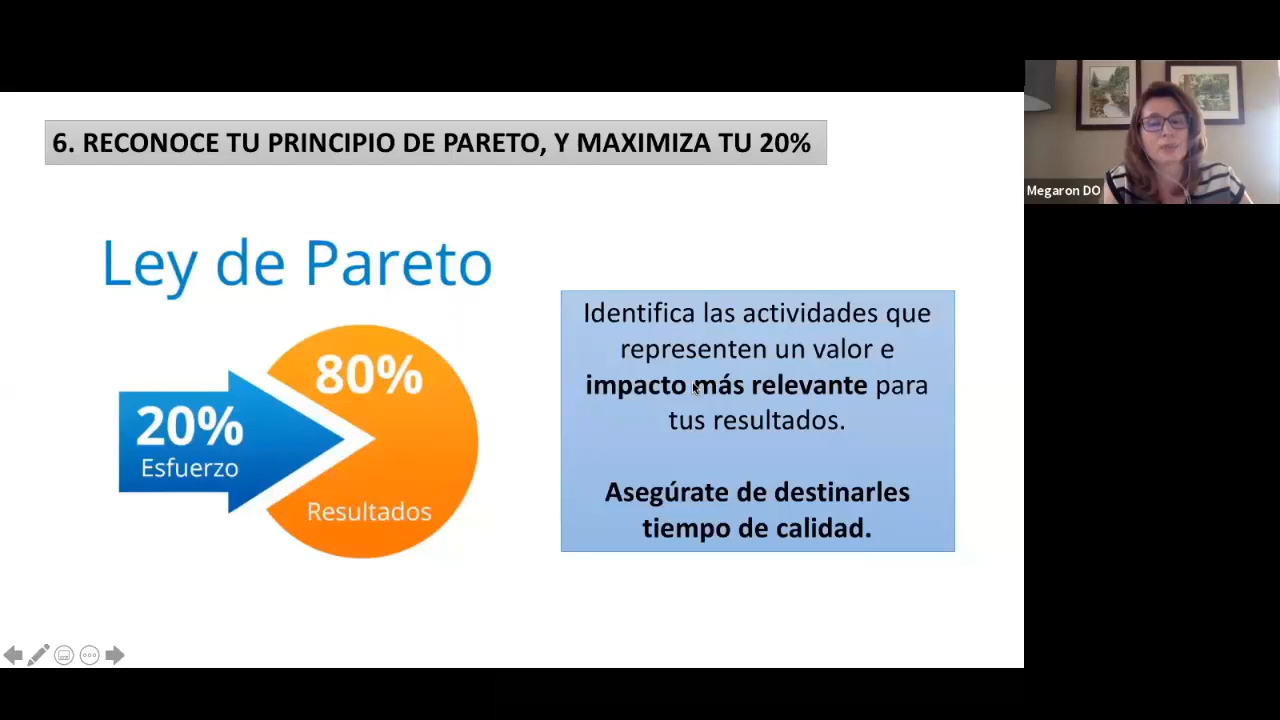 6. RECONOCE TU PRINCIPIO DE PARETO, Y MAXIMIZA TU 20%
Ley de Pareto
80%
20%
Esfuerzo
Resultados
Identifica las actividades que
representen un valor e
impacto más relevante para
tus resultados.
Asegúrate de destinarles
tiempo de calidad.
Megaron DO